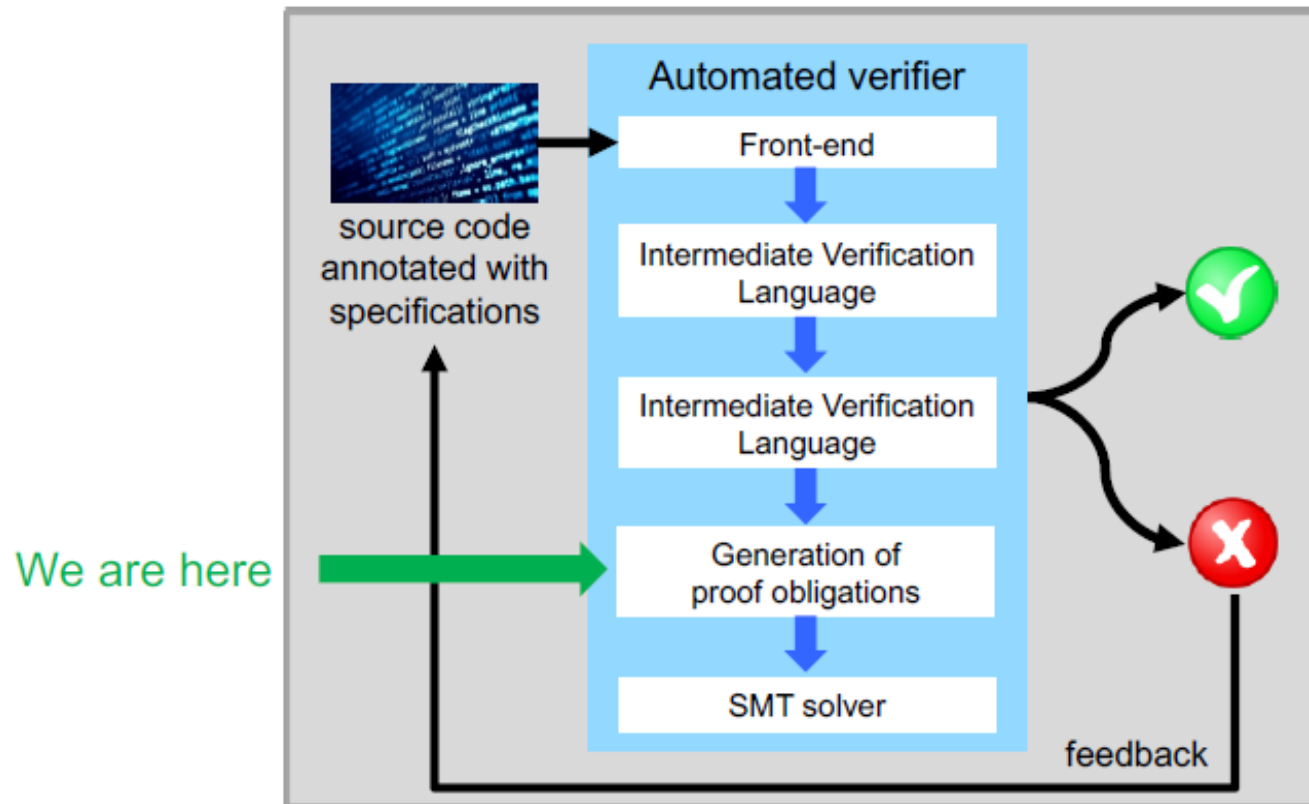 Automated verifier
Front-end
source code
annotated with
specifications
Intermediate Verification
Language
Intermediate Verification
Language
We are here
Generation of
proof obligations
SMT solver
feedback